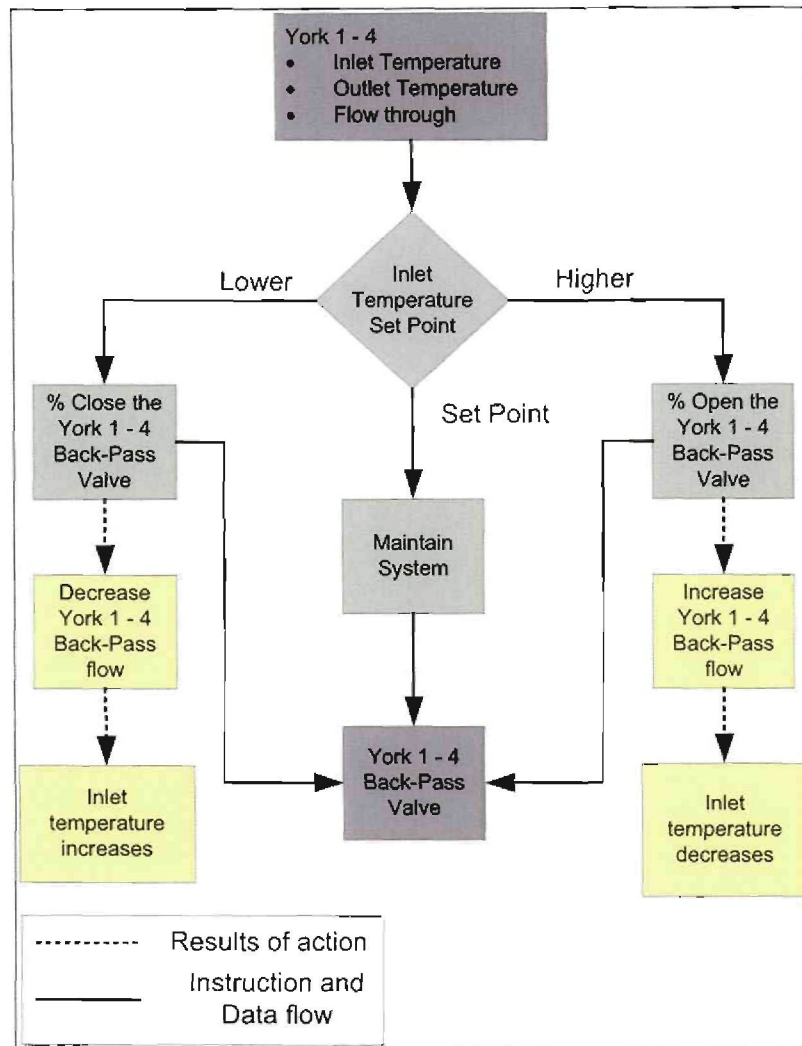 York 1 - 4
• Inlet Temperature
• Outlet Temperature
• Flow through
Lower
Inlet
Temperature
Set Point
Higher
% Close the
York 1 - 4
Back-Pass
Valve
Set Point
% Open the
York 1 - 4
Back-Pass
Valve
Maintain
System
Decrease
York 1 - 4
Back-Pass
flow
Increase
York 1 - 4
Back-Pass
flow
York 1 - 4
Back-Pass
Valve
Inlet
temperature
increases
Inlet
temperature
decreases
Results of action
Instruction and
Data flow